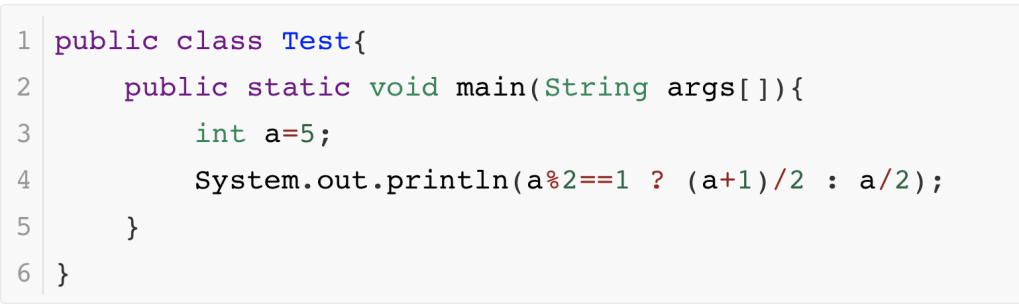 1 public class Test{
2 public static void main(String args[]){
3 int a=5;
4 System.out.println(a%2==1 ? (a+1)/2 : a/2);
5 }
6 }